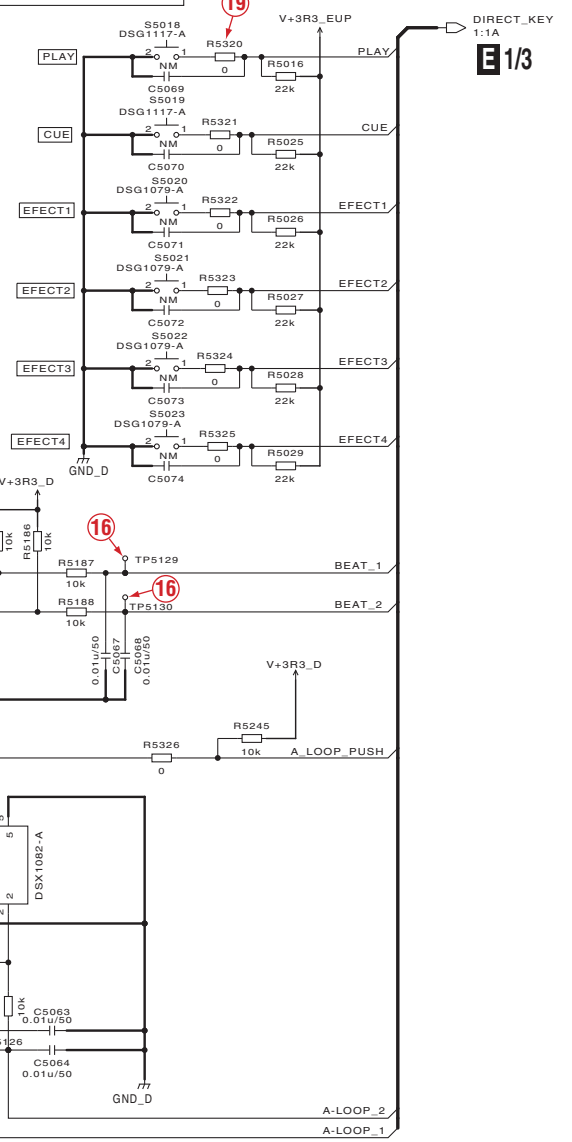 19
V+3R3_EUP
DIRECT_KEY
1:1A
E 1/3
S5018
DSG1117-A
R5320
PLAY
2
1
NM
0
R5016
22k
PLAY
C5069
S5019
DSG1117-A
R5321
CUE
2
1
NM
0
R5025
22k
CUE
C5070
S5020
DSG1079-A
R5322
EFECT1
2
1
NM
0
R5026
22k
EFECT1
C5071
S5021
DSG1079-A
R5323
EFECT2
2
1
NM
0
R5027
22k
EFECT2
C5072
S5022
DSG1079-A
R5324
EFECT3
2
1
NM
0
R5028
22k
EFECT3
C5073
S5023
DSG1079-A
R5325
EFECT4
2
1
NM
0
R5029
22k
EFECT4
C5074
GND_D
V+3R3_D
10k
R5186
10k
16
TP5129
R5187
10k
BEAT_1
16
TP5130
R5188
10k
BEAT_2
0.01u/50
C5067
C5068
0.01u/50
V+3R3_D
R5245
10k
R5326
0
A_LOOP_PUSH
5
DSX1082-A
2
2
10k
C5063
0.01u/50
C5064
0.01u/50
GND_D
A-LOOP_2
A-LOOP_1